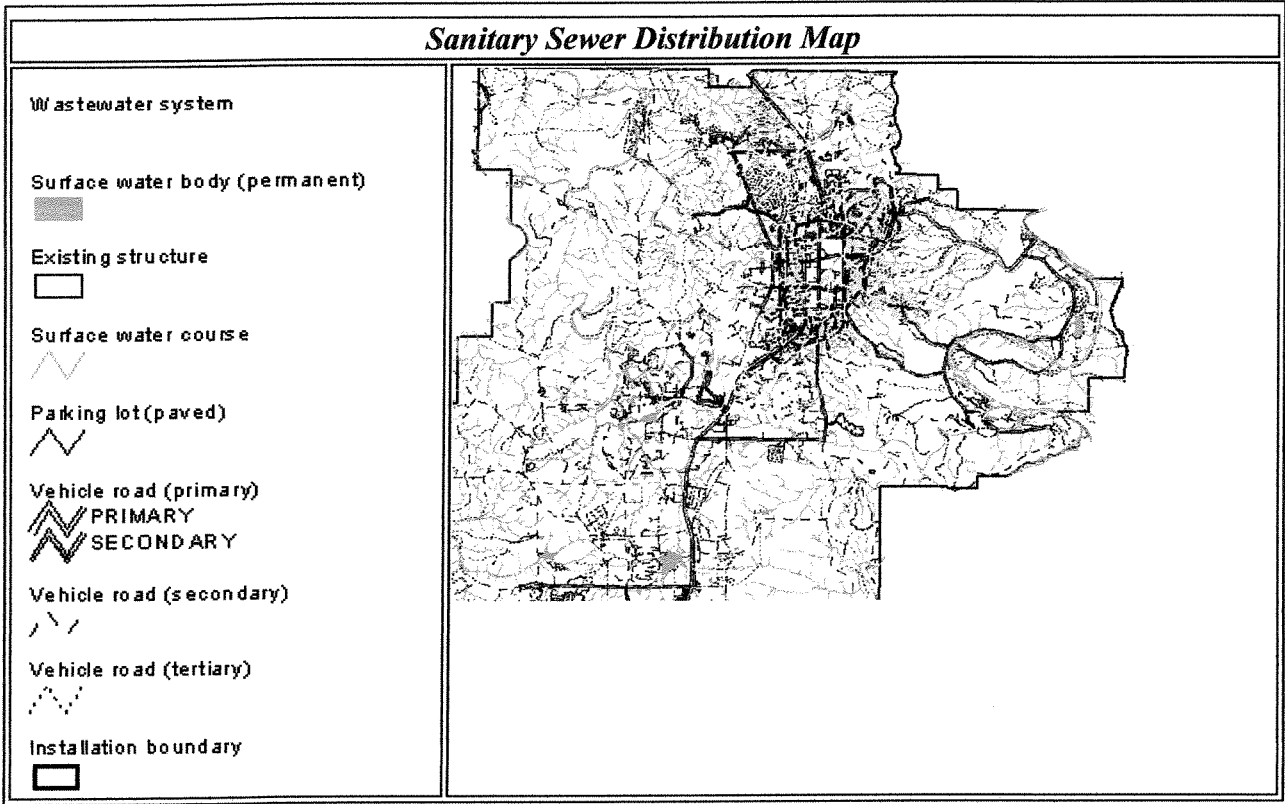 Sanitary Sewer Distribution Map
Wastewater system
Surface water body (permanent)
Existing structure
Surface water course
Parking lot (paved)
Vehicle road (primary)
PRIMARY
SECONDARY
Vehicle road (secondary)
Vehicle road (tertiary)
Installation boundary